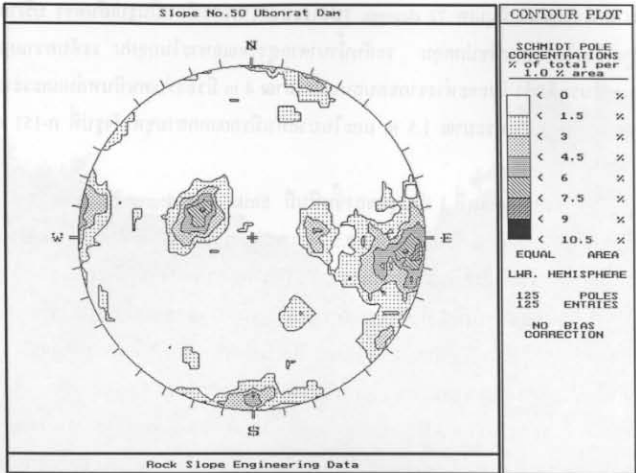 Slope No.50 Ubonrat Dam
N
W
E
S
Rock Slope Engineering Data
CONTOUR PLOT
SCHMIDT POLE
CONCENTRATIONS
% of total per
1.0 % area
< 0 %
< 1.5 %
< 3 %
< 4.5 %
< 6 %
< 7.5 %
< 9 %
< 10.5 %
EQUAL AREA
LWR. HEMISPHERE
125 POLES
125 ENTRIES
NO BIAS
CORRECTION